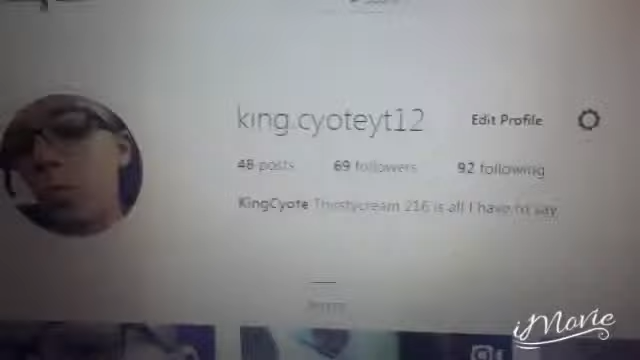 king.cyoteyt12 Edit Profile
48 posts 69 followers 92 following
KingCyote Thirstycream 216 is all I have to say
iMovie